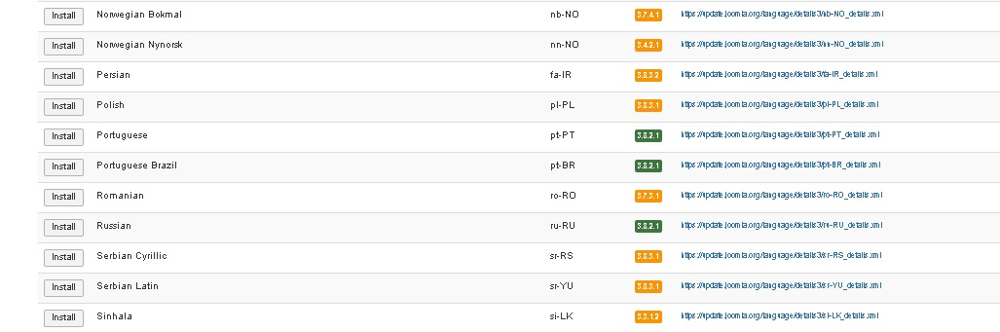 Install Norwegian Bokmal nb-NO 3.7.4.1 https://update.joomla.org/language/details3/nb-NO_details.xml
Install Norwegian Nynorsk nn-NO 3.4.2.1 https://update.joomla.org/language/details3/nn-NO_details.xml
Install Persian fa-IR 3.8.3.2 https://update.joomla.org/language/details3/fa-IR_details.xml
Install Polish pl-PL 3.8.3.1 https://update.joomla.org/language/details3/pl-PL_details.xml
Install Portuguese pt-PT 3.8.2.1 https://update.joomla.org/language/details3/pt-PT_details.xml
Install Portuguese Brazil pt-BR 3.8.2.1 https://update.joomla.org/language/details3/pt-BR_details.xml
Install Romanian ro-RO 3.7.3.1 https://update.joomla.org/language/details3/ro-RO_details.xml
Install Russian ru-RU 3.8.2.1 https://update.joomla.org/language/details3/ru-RU_details.xml
Install Serbian Cyrillic sr-RS 3.8.3.1 https://update.joomla.org/language/details3/sr-RS_details.xml
Install Serbian Latin sr-YU 3.8.3.1 https://update.joomla.org/language/details3/sr-YU_details.xml
Install Sinhala si-LK 3.3.1.2 https://update.joomla.org/language/details3/si-LK_details.xml